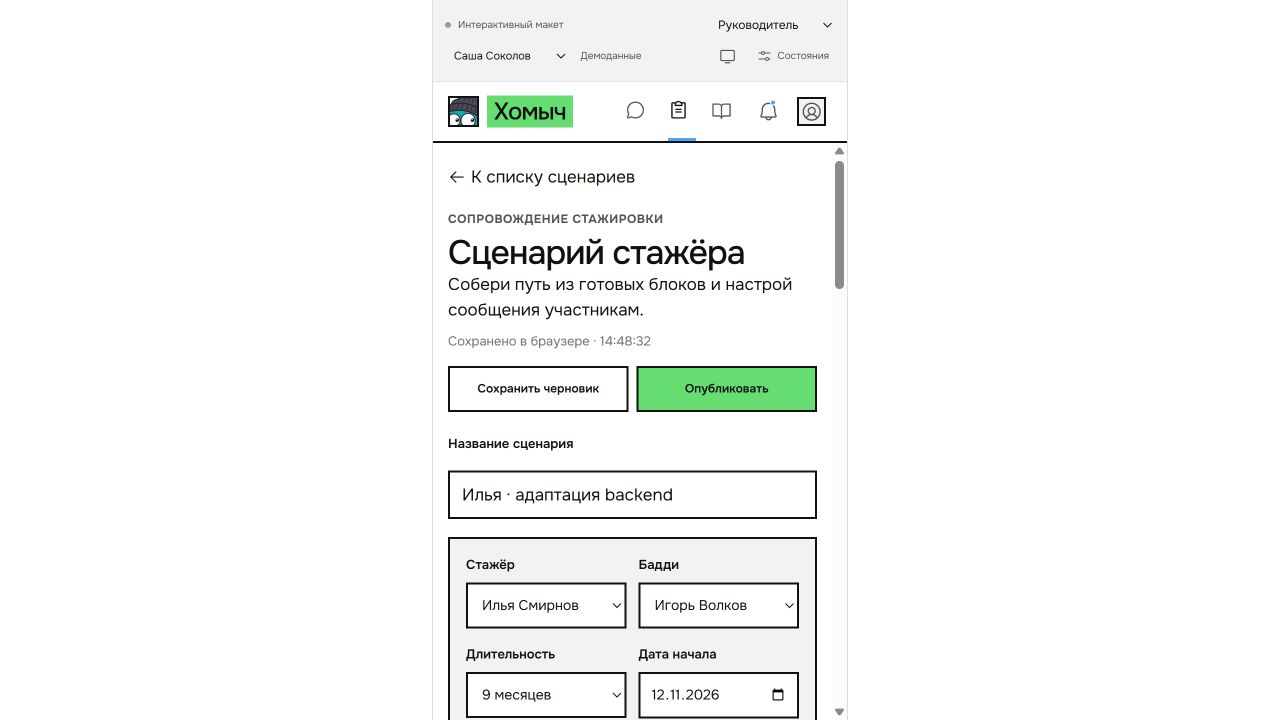 Интерактивный макет
Руководитель
Саша Соколов
Демоданные
Состояния
Хомыч
К списку сценариев
СОПРОВОЖДЕНИЕ СТАЖИРОВКИ
Сценарий стажёра
Собери путь из готовых блоков и настрой
сообщения участникам.
Сохранено в браузере · 14:48:32
Сохранить черновик
Опубликовать
Название сценария
Илья · адаптация backend
Стажёр
Бадди
Илья Смирнов
Игорь Волков
Длительность
Дата начала
9 месяцев
12.11.2026